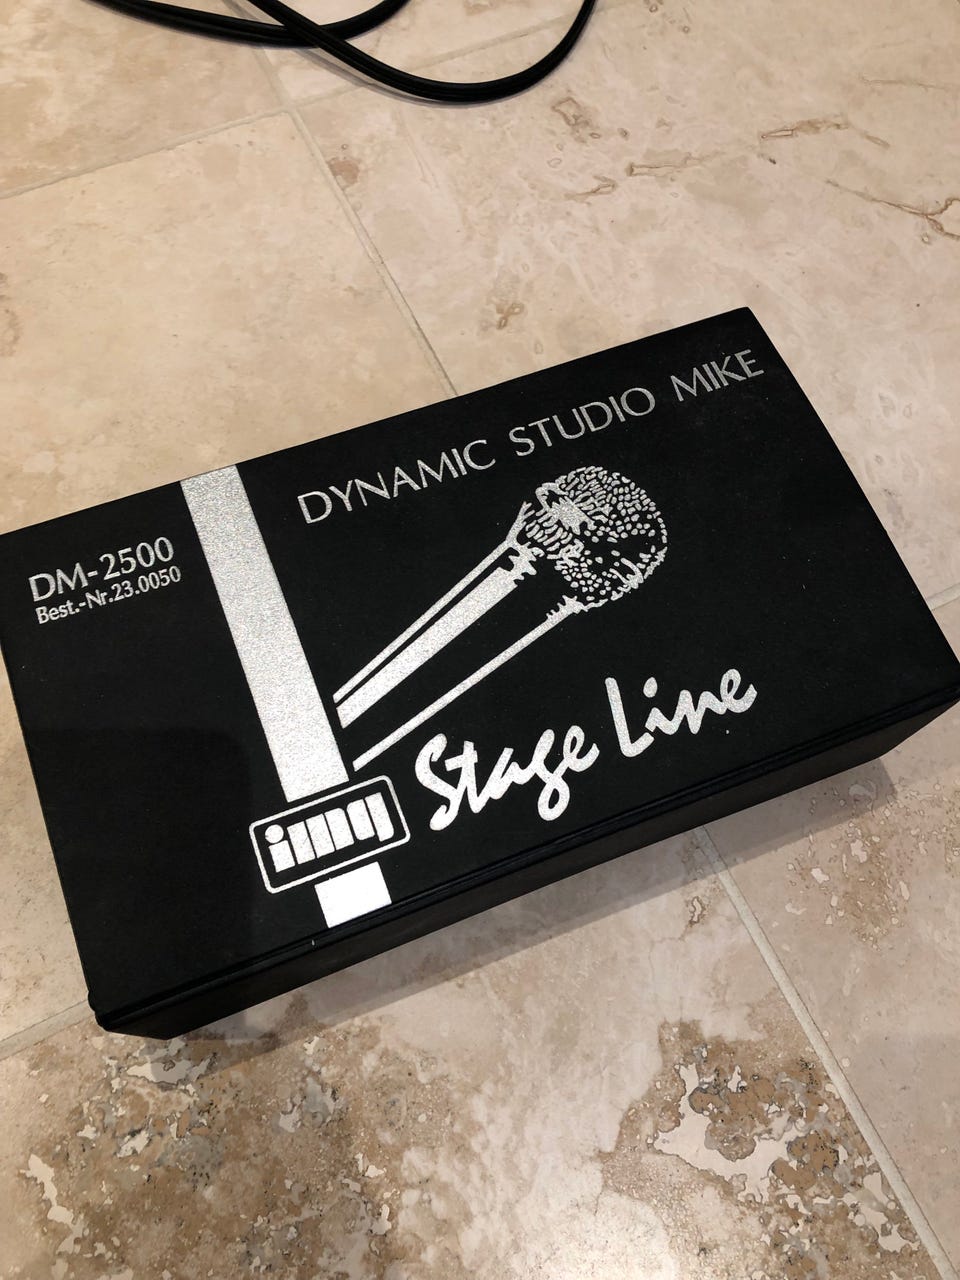 DYNAMIC STUDIO MIKE
DM-2500
Best.-Nr.23.0050
Stage Line
img